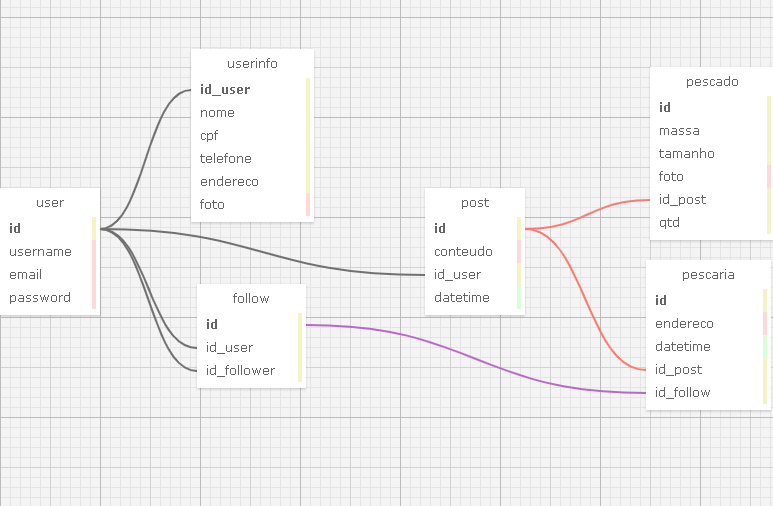 userinfo
id_user
nome
cpf
telefone
endereco
foto
user
id
username
email
password
follow
id
id_user
id_follower
post
id
conteudo
id_user
datetime
pescado
id
massa
tamanho
foto
id_post
qtd
pescaria
id
endereco
datetime
id_post
id_follow